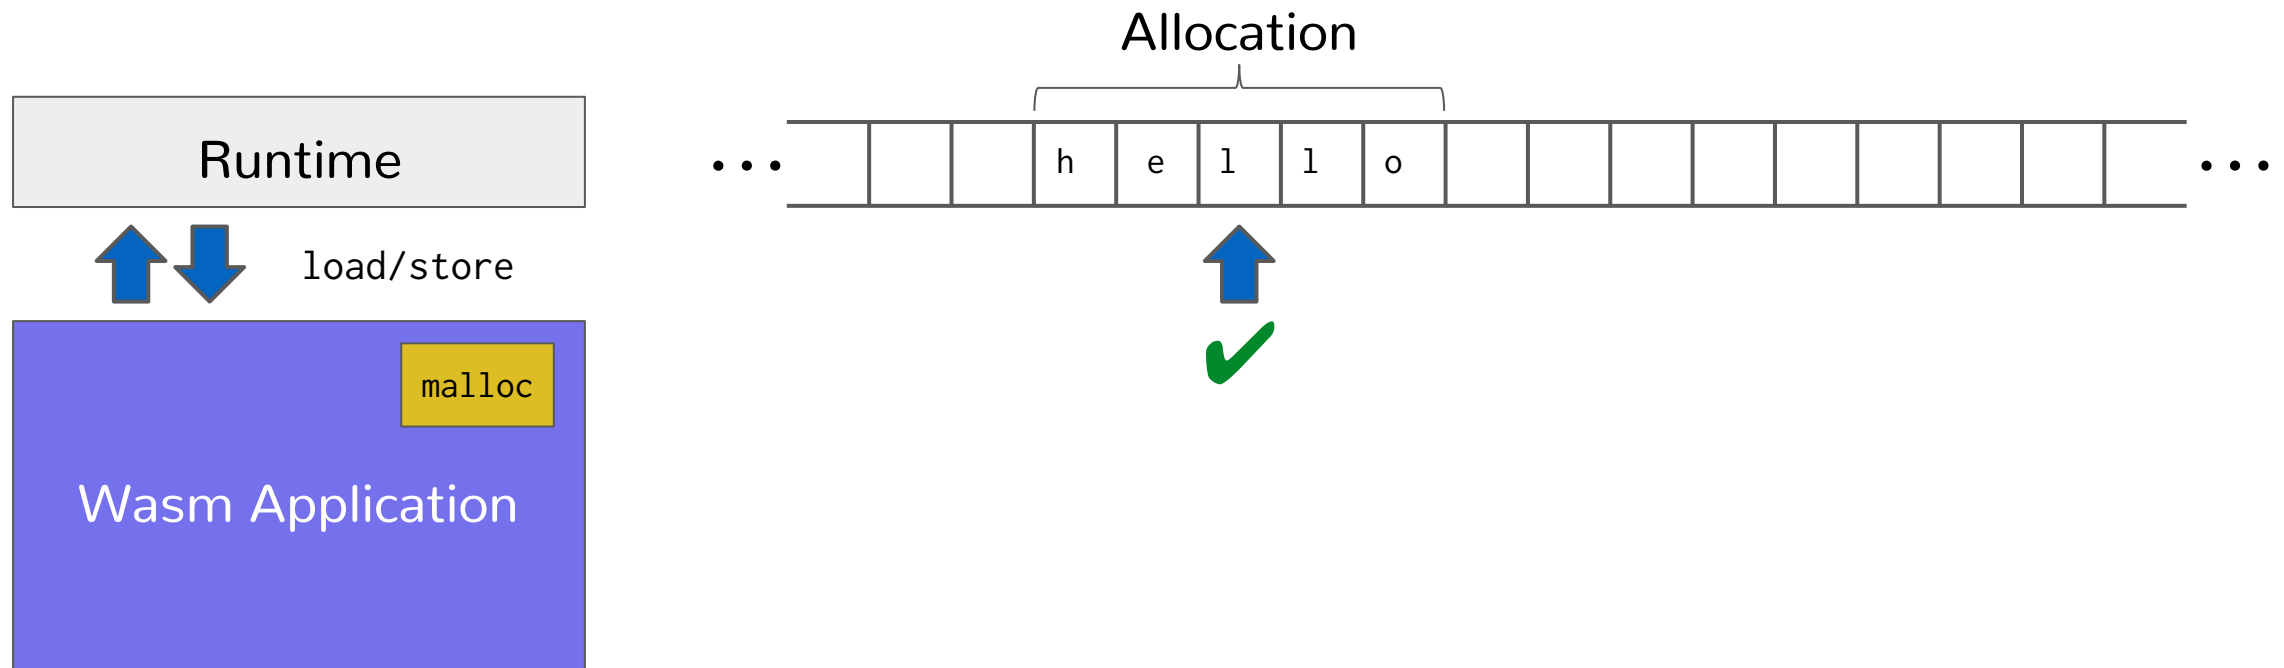 Allocation
Runtime
... h e l l o ...
load/store
malloc
Wasm Application